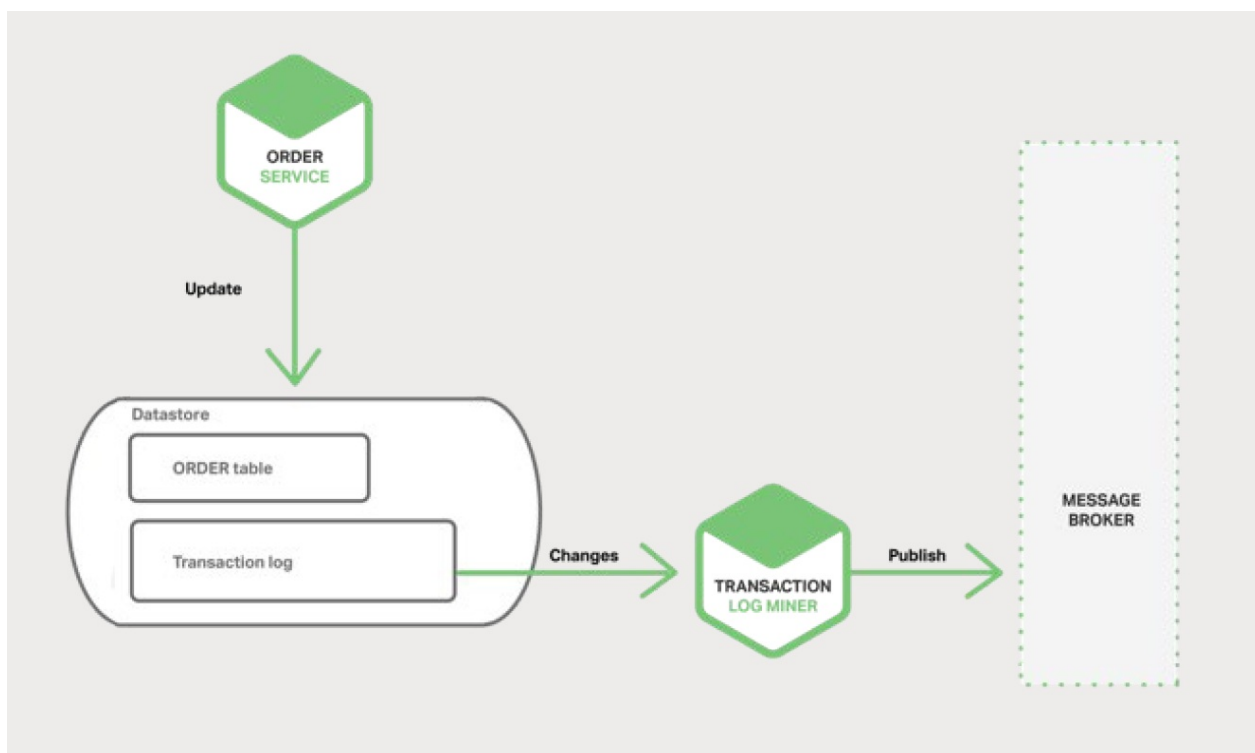 ORDER
SERVICE
Update
Datastore
ORDER table
Transaction log
Changes
TRANSACTION
LOG MINER
Publish
MESSAGE
BROKER